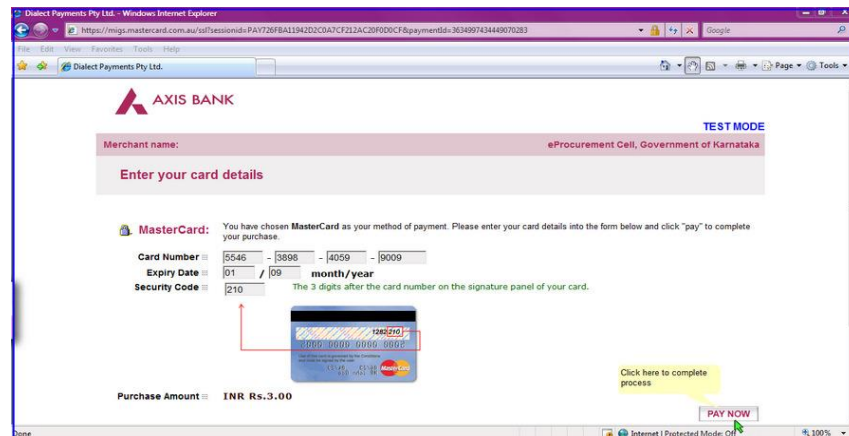 Dialect Payments Pty Ltd. - Windows Internet Explorer
https://migs.mastercard.com.au/ssl?sessionid=PAY726FBA11942D2C0A7CF212AC20F0D0CF&paymentId=3634997434449070283
Google
File Edit View Favorites Tools Help
Dialect Payments Pty Ltd.
Page Tools
AXIS BANK
TEST MODE
Merchant name: eProcurement Cell, Government of Karnataka
Enter your card details
MasterCard: You have chosen MasterCard as your method of payment. Please enter your card details into the form below and click "pay" to complete
your purchase.
Card Number 5546 - 3898 - 4059 - 9009
Expiry Date 01 / 09 month/year
Security Code 210 The 3 digits after the card number on the signature panel of your card.
1282 210
MasterCard
Click here to complete
process
Purchase Amount INR Rs.3.00
PAY NOW
Done
Internet | Protected Mode: Off 100%